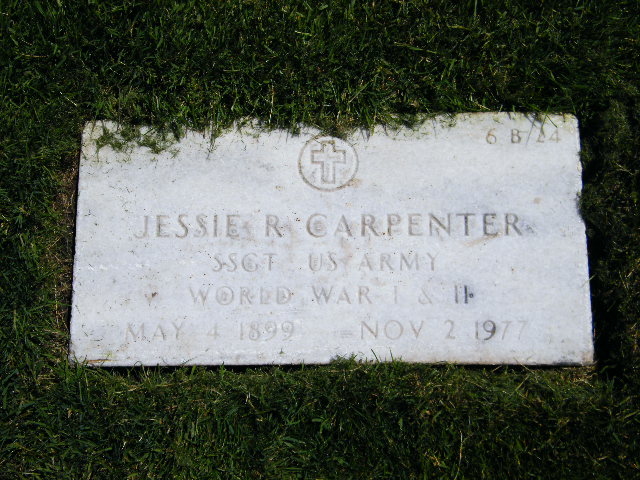 6 B/24
JESSIE R CARPENTER
SSGT US ARMY
WORLD WAR I & II
MAY 4 1899 NOV 2 1977